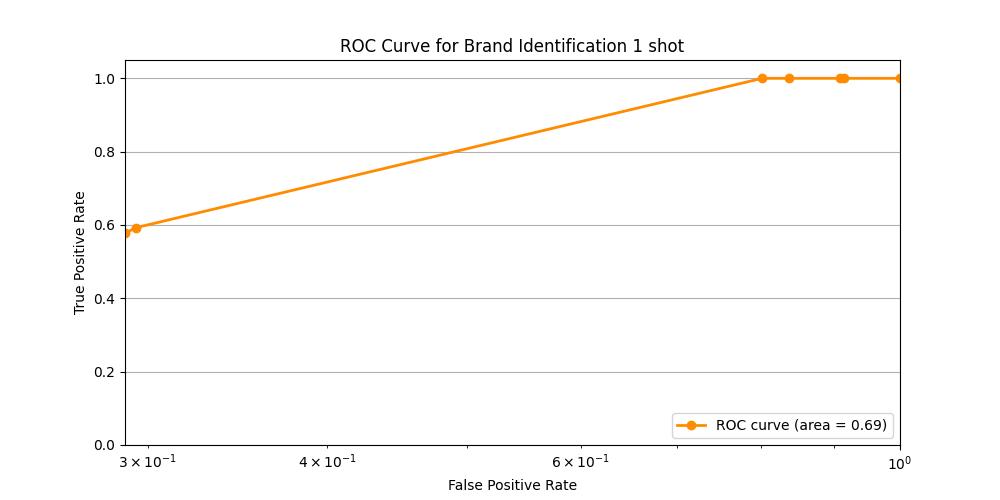 ROC Curve for Brand Identification 1 shot
True Positive Rate
1.0
0.8
0.6
0.4
0.2
0.0
ROC curve (area = 0.69)
3 × 10⁻¹
4 × 10⁻¹
6 × 10⁻¹
10⁰
False Positive Rate